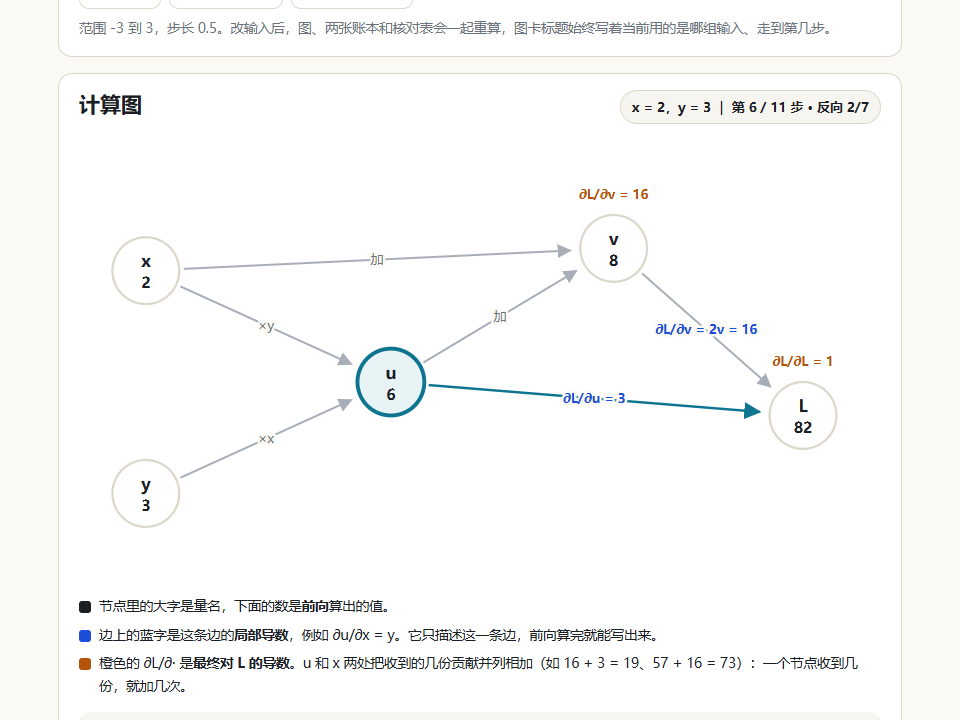 范围 -3 到 3，步长 0.5。改输入后，图、两张账本和核对表会一起重算，图卡标题始终写着当前用的是哪组输入、走到第几步。
计算图
x = 2，y = 3 ｜ 第 6 / 11 步 • 反向 2/7
∂L/∂v = 16
v
8
x
2
加
×y
加
∂L/∂v = 2v = 16
∂L/∂L = 1
u
6
∂L/∂u = 3
L
82
×x
y
3
节点里的大字是量名，下面的数是前向算出的值。
边上的蓝字是这条边的局部导数，例如 ∂u/∂x = y。它只描述这一条边，前向算完就能写出来。
橙色的 ∂L/∂· 是最终对 L 的导数。u 和 x 两处把收到的几份贡献并列相加（如 16 + 3 = 19、57 + 16 = 73）：一个节点收到几
份，就加几次。